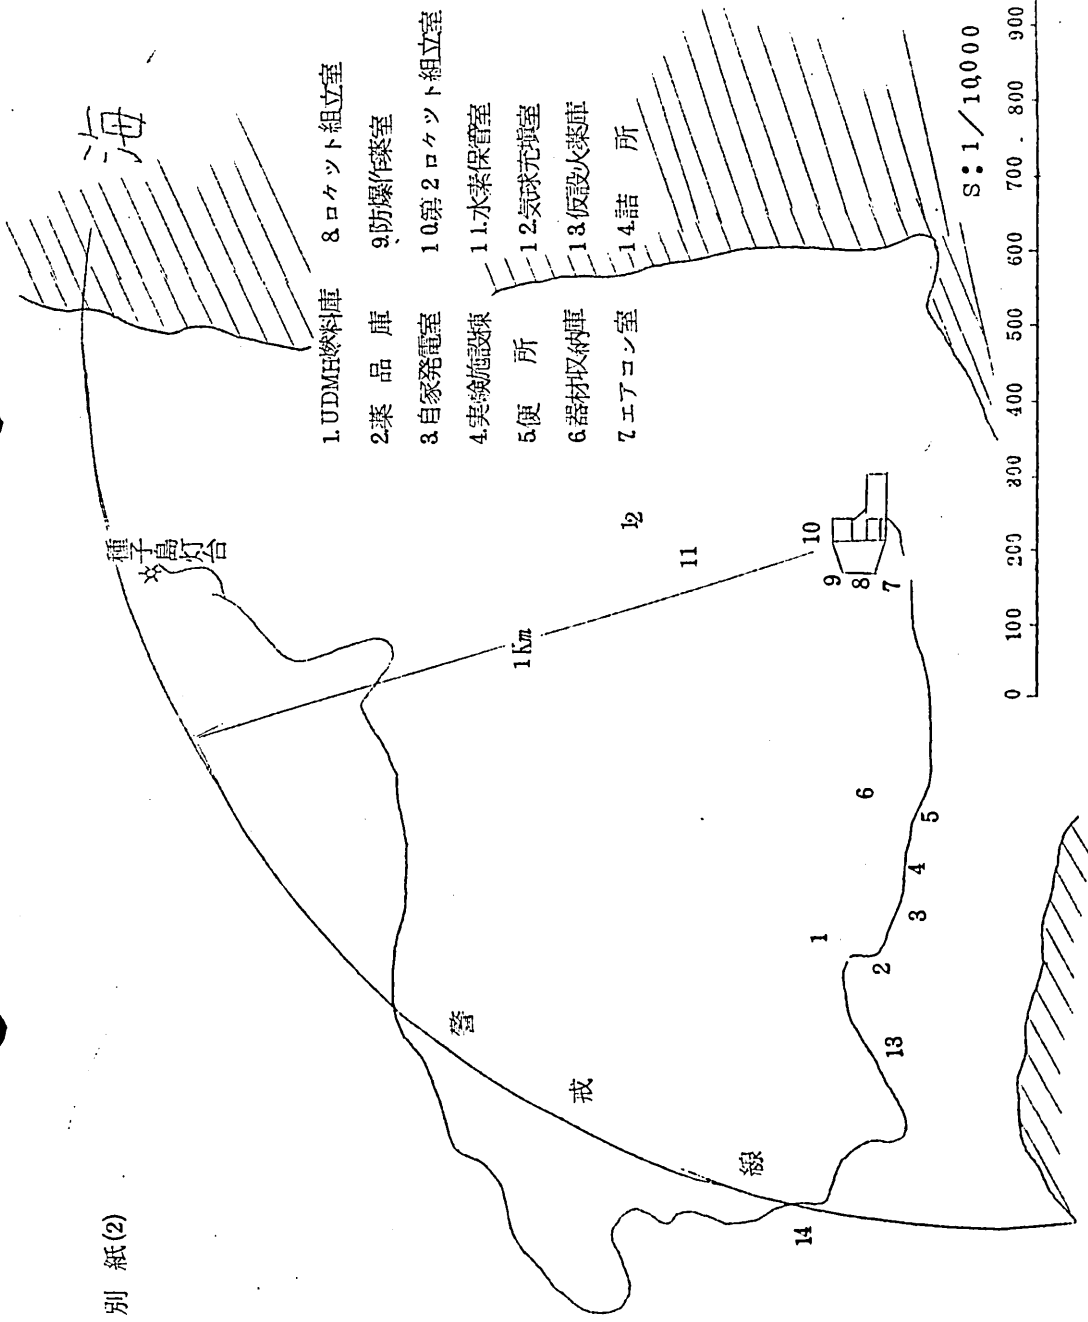 別 紙(2)
海
種子島灯台
1.UDMH燃料庫
2.薬 品 庫
3.自家発電室
4.実験施設棟
5.便 所
6.器材収納庫
7.エアコン室
8.ロケット組立室
9.防爆作業室
10.第2ロケット組立室
11.水素保管室
12.気球充塡室
13.仮設火薬庫
14.詰 所
1Km
警 戒 線
1
2
3
4
5
6
7
8
9
10
11
12
13
14
S:1/10,000
0 100 200 300 400 500 600 700 800 900